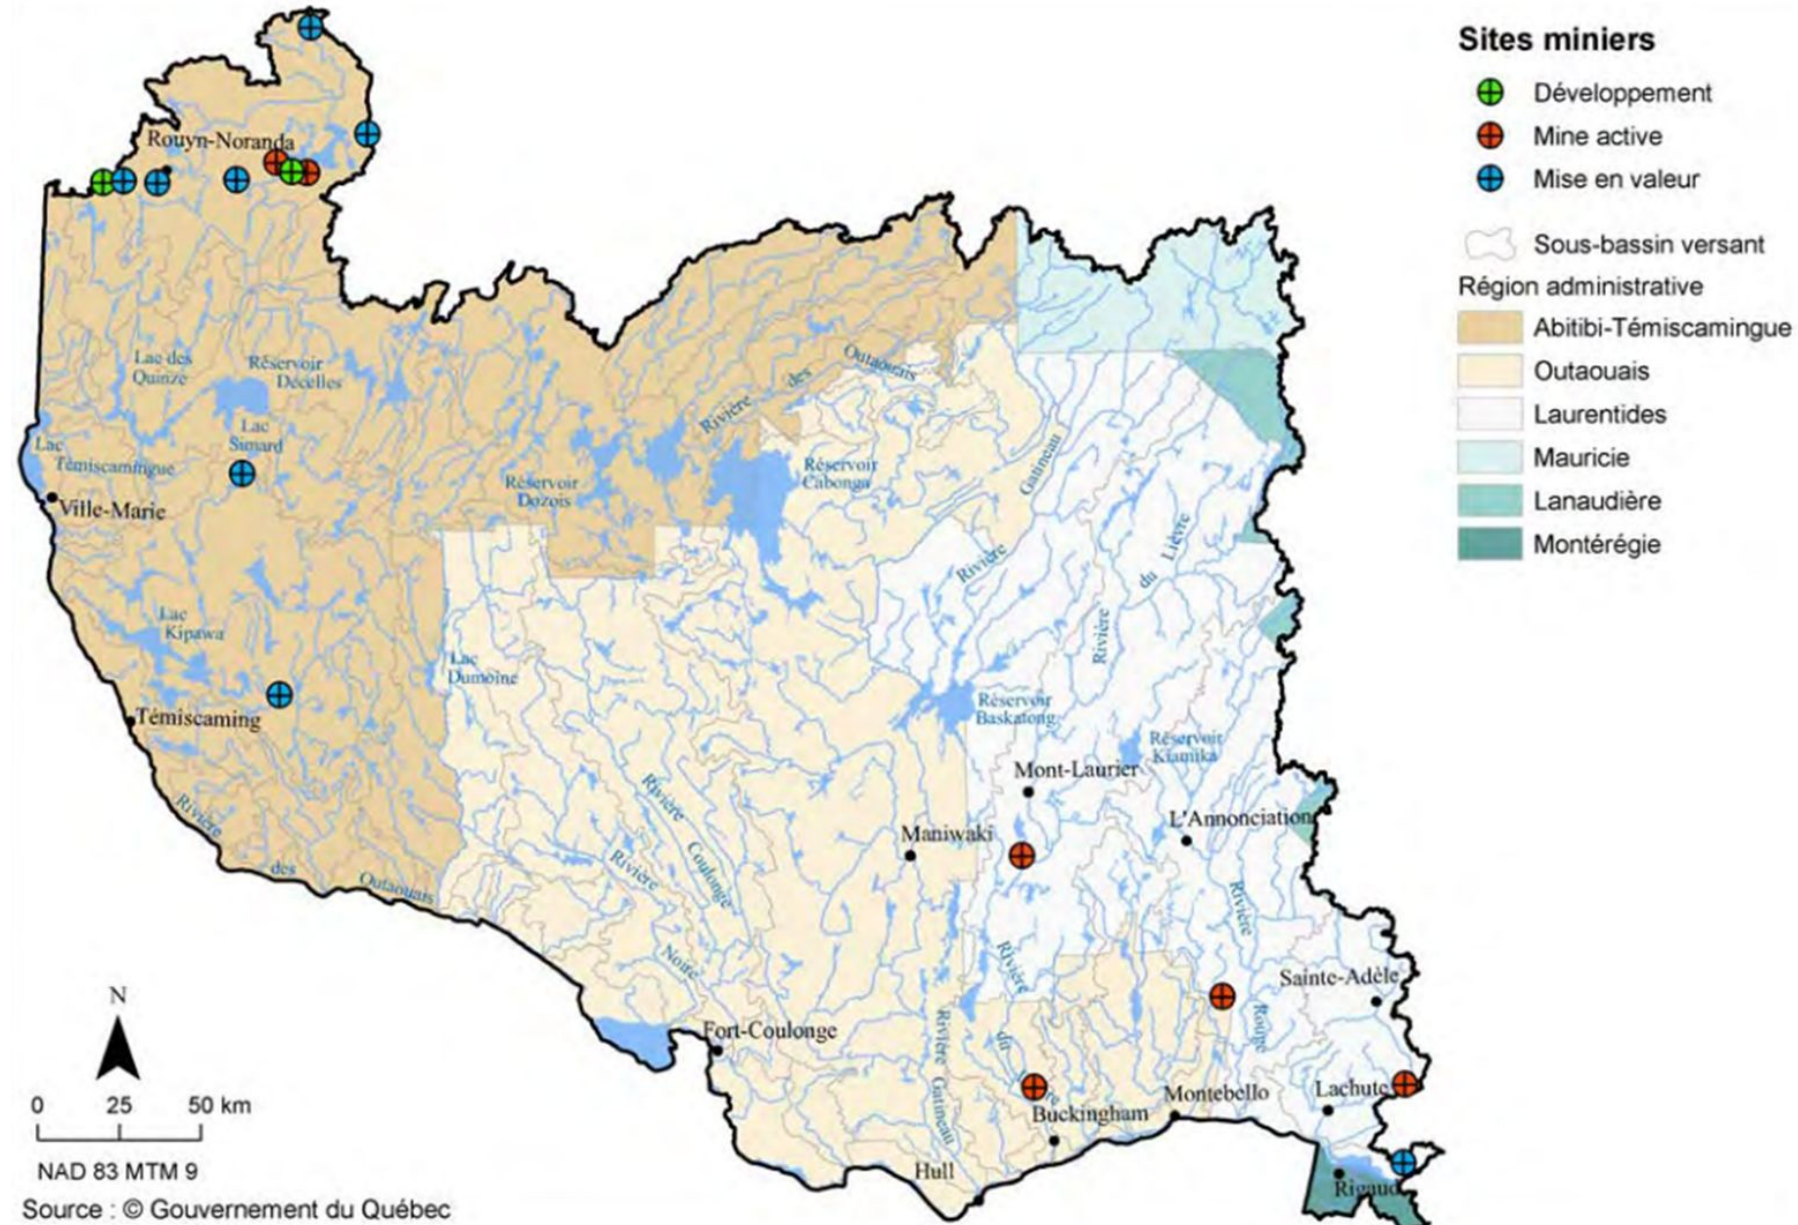 Sites miniers
Développement
Mine active
Mise en valeur
Sous-bassin versant
Région administrative
Abitibi-Témiscamingue
Outaouais
Laurentides
Mauricie
Lanaudière
Montérégie
Rouyn-Noranda
Lac des
Quinze
Réservoir
Décelles
Lac
Simard
Lac
Témiscamingue
Ville-Marie
Rivière
des
Outaouais
Réservoir
Dozois
Réservoir
Cabonga
Gatineau
Rivière
Lièvre
du
Rivière
Lac
Kipawa
Lac
Dumoine
Témiscaming
Réservoir
Baskatong
Réservoir
Kiamika
Mont-Laurier
L'Annonciation
Maniwaki
Rivière
Coulonge
Rivière
Noire
Rivière
des
Outaouais
Rivière
du
Rivière
Rouge
Sainte-Adèle
Fort-Coulonge
Rivière
Gatineau
Buckingham
Montebello
Lachute
Hull
Rigaud
N
0 25 50 km
NAD 83 MTM 9
Source : © Gouvernement du Québec